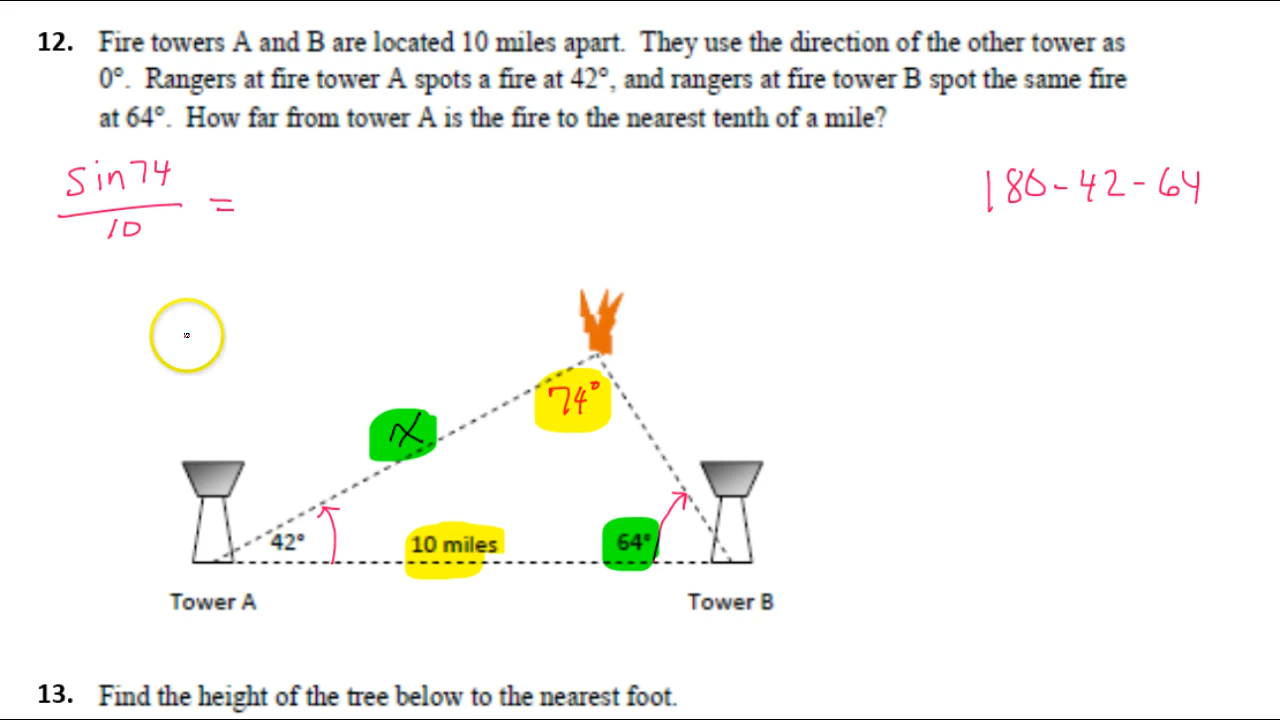 12. Fire towers A and B are located 10 miles apart. They use the direction of the other tower as
0°. Rangers at fire tower A spots a fire at 42°, and rangers at fire tower B spot the same fire
at 64°. How far from tower A is the fire to the nearest tenth of a mile?
sin74
10
=
180-42-64
74°
x
42°
10 miles
64°
Tower A
Tower B
13. Find the height of the tree below to the nearest foot.